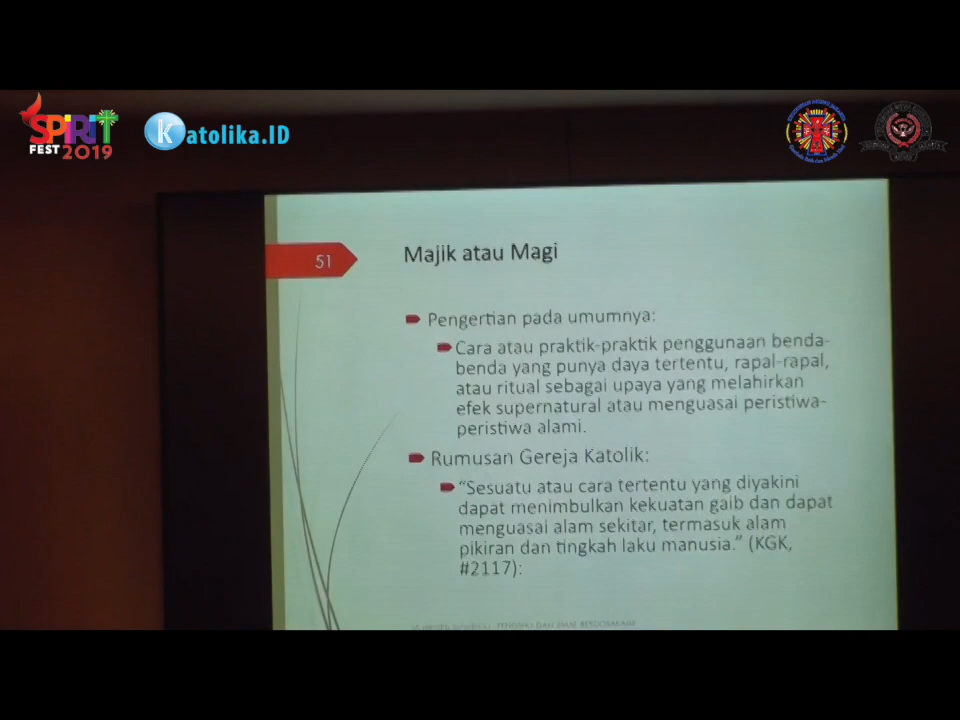 SPIRIT
FEST 2019
Katolika.ID
51
Majik atau Magi
Pengertian pada umumnya:
Cara atau praktik-praktik penggunaan benda-
benda yang punya daya tertentu, rapal-rapal,
atau ritual sebagai upaya yang melahirkan
efek supernatural atau menguasai peristiwa-
peristiwa alami.
Rumusan Gereja Katolik:
“Sesuatu atau cara tertentu yang diyakini
dapat menimbulkan kekuatan gaib dan dapat
menguasai alam sekitar, termasuk alam
pikiran dan tingkah laku manusia.” (KGK,
#2117):